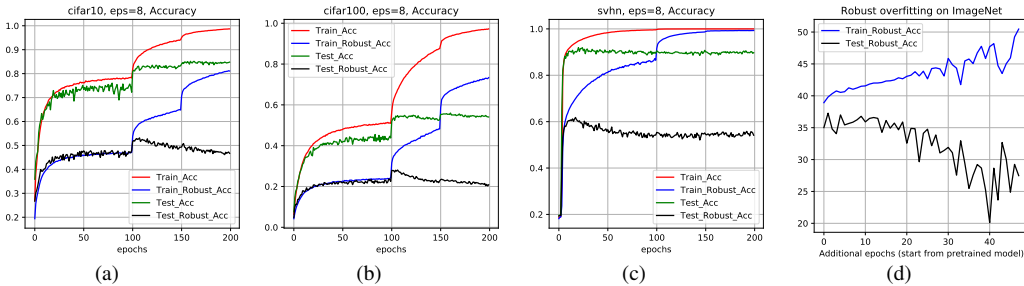 cifar10, eps=8, Accuracy
1.0
0.9
0.8
0.7
0.6
0.5
0.4
0.3
0.2
Train_Acc
Train_Robust_Acc
Test_Acc
Test_Robust_Acc
0 50 100 150 200
epochs
(a)
cifar100, eps=8, Accuracy
1.0
0.8
0.6
0.4
0.2
0.0
Train_Acc
Train_Robust_Acc
Test_Acc
Test_Robust_Acc
0 50 100 150 200
epochs
(b)
svhn, eps=8, Accuracy
1.0
0.8
0.6
0.4
0.2
Train_Acc
Train_Robust_Acc
Test_Acc
Test_Robust_Acc
0 50 100 150 200
epochs
(c)
Robust overfitting on ImageNet
50
45
40
35
30
25
20
Train_Robust_Acc
Test_Robust_Acc
0 10 20 30 40
Additional epochs (start from pretrained model)
(d)